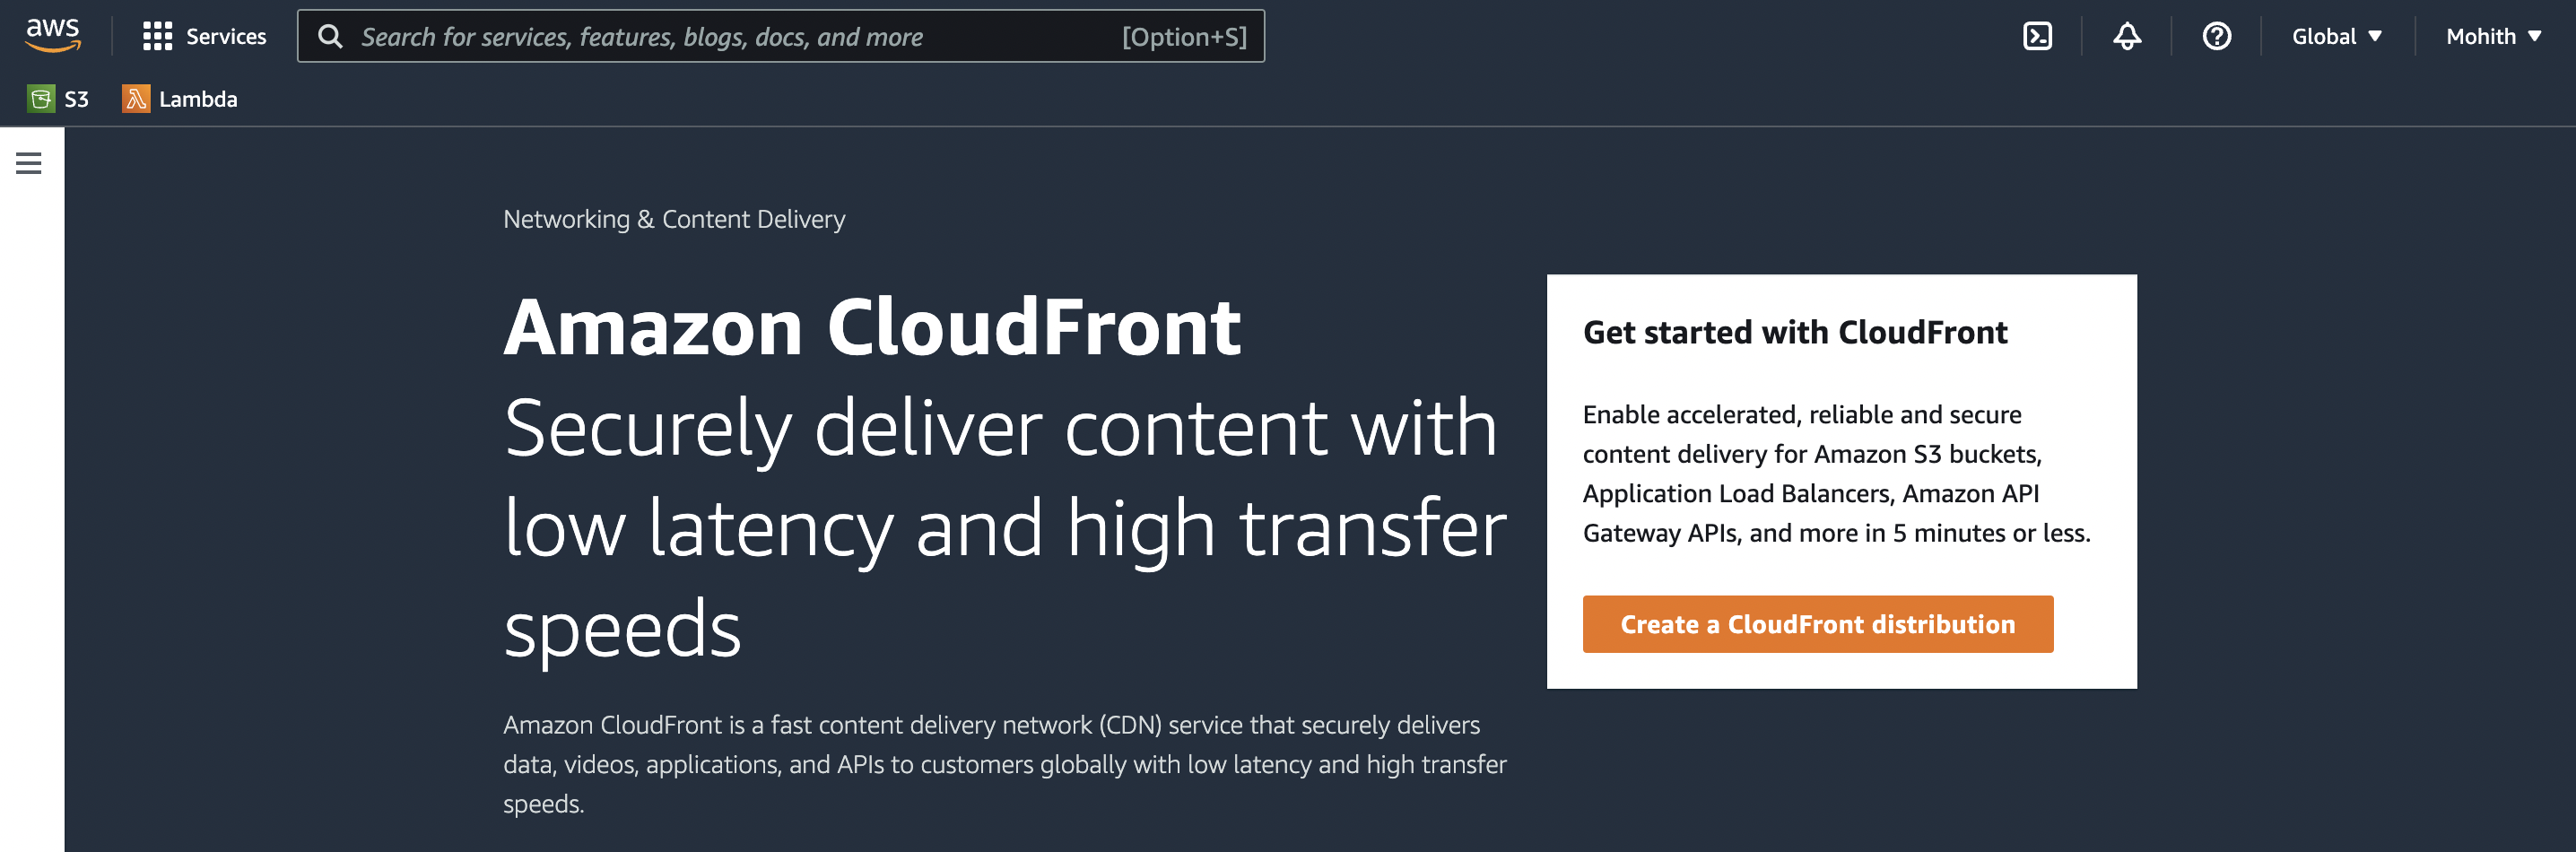 aws
Services
Search for services, features, blogs, docs, and more
[Option+S]
Global
Mohith
S3
Lambda
Networking & Content Delivery
Amazon CloudFront
Securely deliver content with
low latency and high transfer
speeds
Amazon CloudFront is a fast content delivery network (CDN) service that securely delivers
data, videos, applications, and APIs to customers globally with low latency and high transfer
speeds.
Get started with CloudFront
Enable accelerated, reliable and secure
content delivery for Amazon S3 buckets,
Application Load Balancers, Amazon API
Gateway APIs, and more in 5 minutes or less.
Create a CloudFront distribution